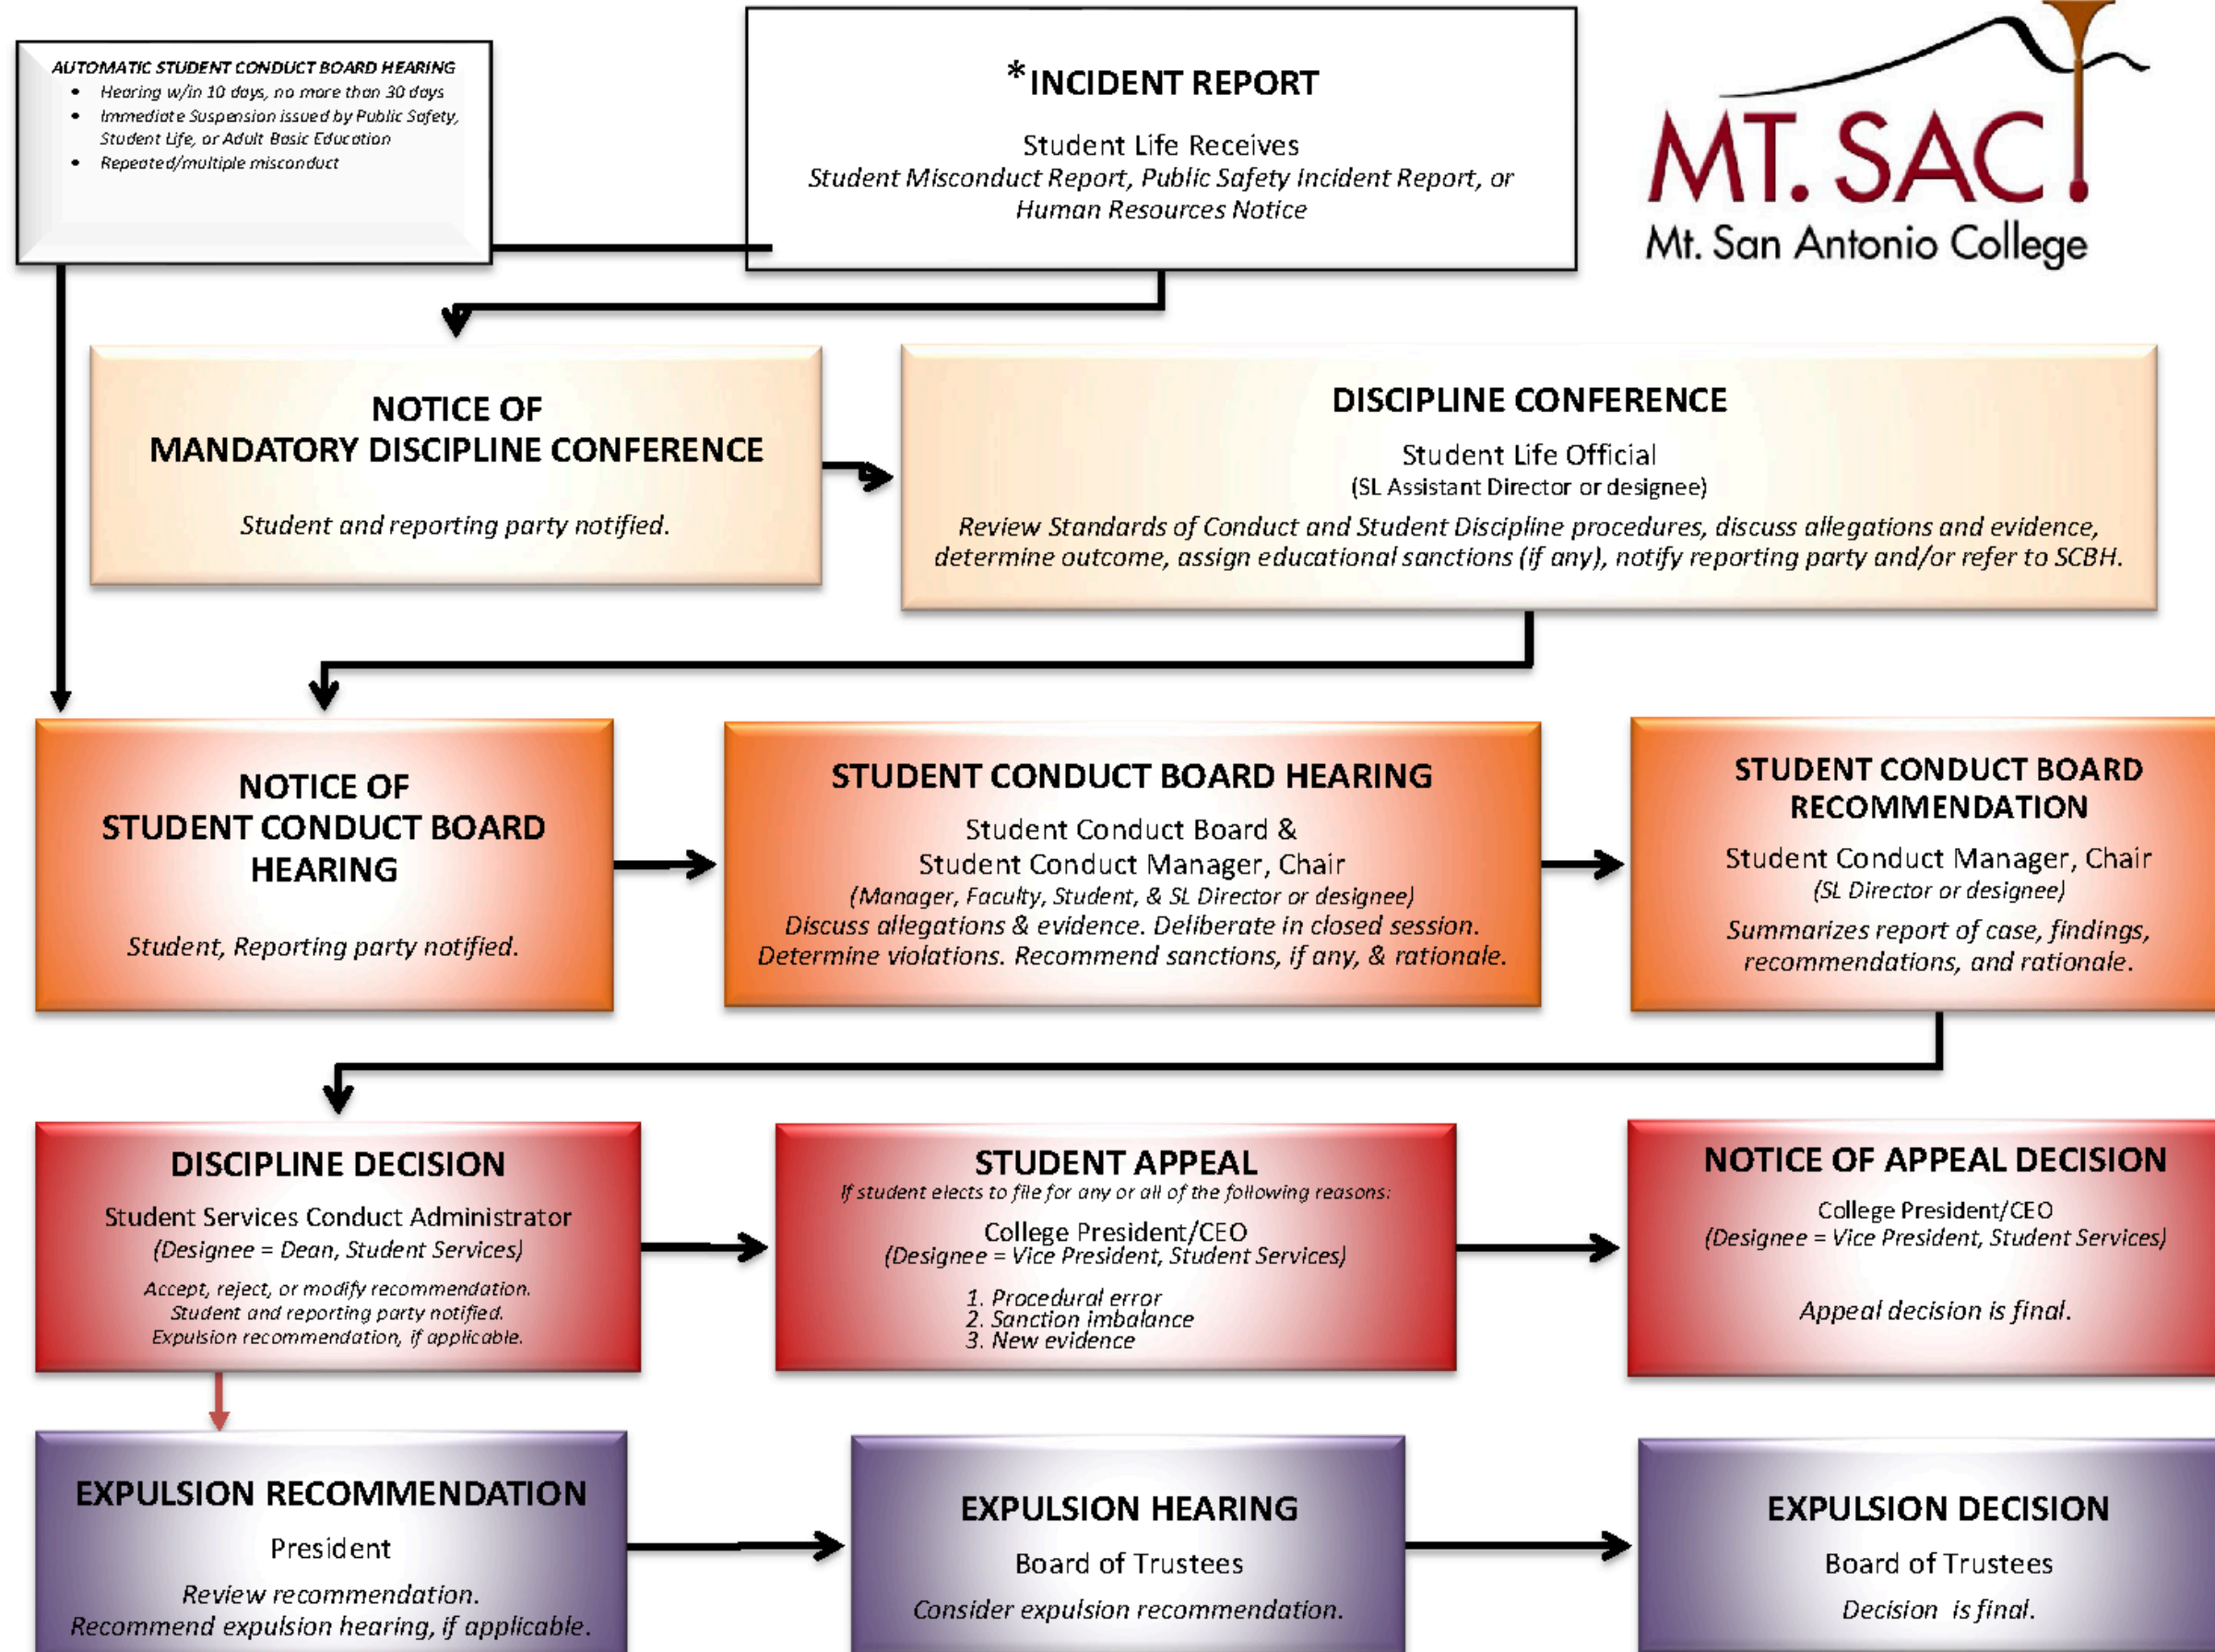 AUTOMATIC STUDENT CONDUCT BOARD HEARING
• Hearing w/in 10 days, no more than 30 days
• Immediate Suspension issued by Public Safety,
Student Life, or Adult Basic Education
• Repeated/multiple misconduct
*INCIDENT REPORT
Student Life Receives
Student Misconduct Report, Public Safety Incident Report, or
Human Resources Notice
MT. SAC
Mt. San Antonio College
NOTICE OF
MANDATORY DISCIPLINE CONFERENCE
Student and reporting party notified.
DISCIPLINE CONFERENCE
Student Life Official
(SL Assistant Director or designee)
Review Standards of Conduct and Student Discipline procedures, discuss allegations and evidence,
determine outcome, assign educational sanctions (if any), notify reporting party and/or refer to SCBH.
NOTICE OF
STUDENT CONDUCT BOARD
HEARING
Student, Reporting party notified.
STUDENT CONDUCT BOARD HEARING
Student Conduct Board &
Student Conduct Manager, Chair
(Manager, Faculty, Student, & SL Director or designee)
Discuss allegations & evidence. Deliberate in closed session.
Determine violations. Recommend sanctions, if any, & rationale.
STUDENT CONDUCT BOARD
RECOMMENDATION
Student Conduct Manager, Chair
(SL Director or designee)
Summarizes report of case, findings,
recommendations, and rationale.
DISCIPLINE DECISION
Student Services Conduct Administrator
(Designee = Dean, Student Services)
Accept, reject, or modify recommendation.
Student and reporting party notified.
Expulsion recommendation, if applicable.
STUDENT APPEAL
If student elects to file for any or all of the following reasons:
College President/CEO
(Designee = Vice President, Student Services)
1. Procedural error
2. Sanction imbalance
3. New evidence
NOTICE OF APPEAL DECISION
College President/CEO
(Designee = Vice President, Student Services)
Appeal decision is final.
EXPULSION RECOMMENDATION
President
Review recommendation.
Recommend expulsion hearing, if applicable.
EXPULSION HEARING
Board of Trustees
Consider expulsion recommendation.
EXPULSION DECISION
Board of Trustees
Decision is final.